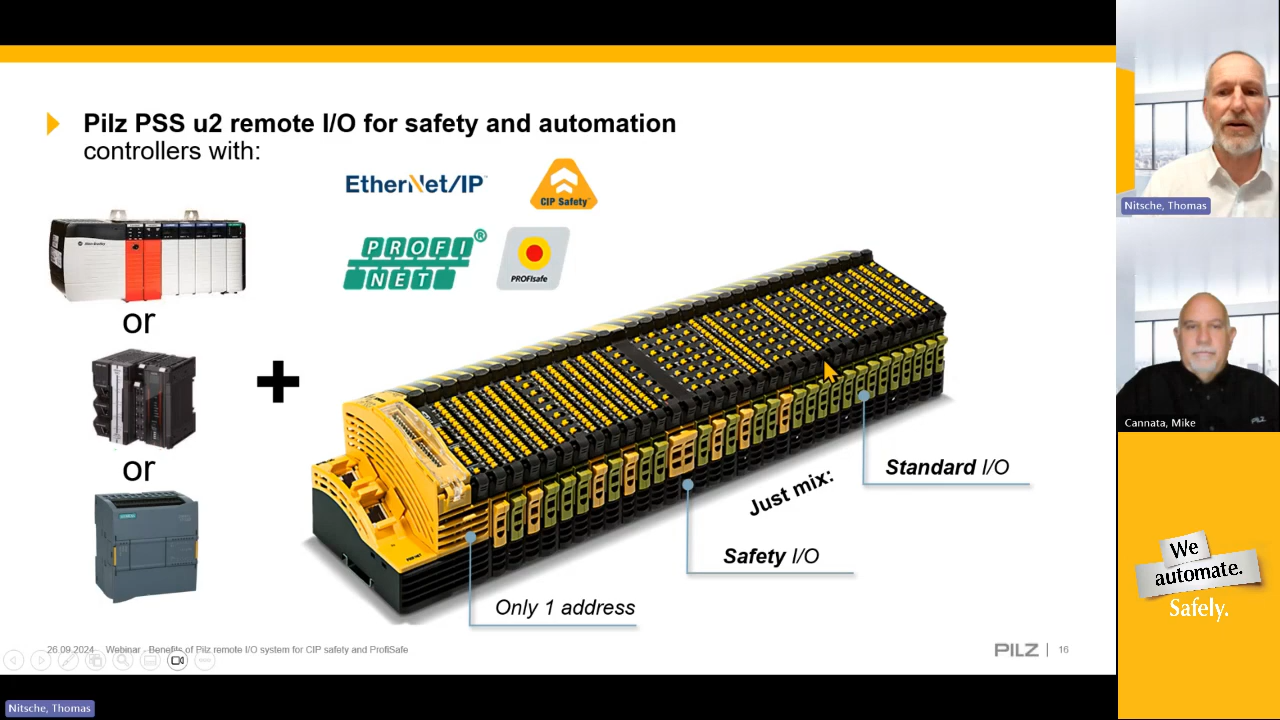 Pilz PSS u2 remote I/O for safety and automation
controllers with:
EtherNet/IP
CIP Safety
PROFI
NET
®
PROFIsafe
or
or
+
Just mix:
Standard I/O
Safety I/O
Only 1 address
26.09.2024 Webinar - Benefits of Pilz remote I/O system for CIP safety and ProfiSafe
PILZ | 16
Nitsche, Thomas
Nitsche, Thomas
Cannata, Mike
PILZ
We
automate.
Safely.